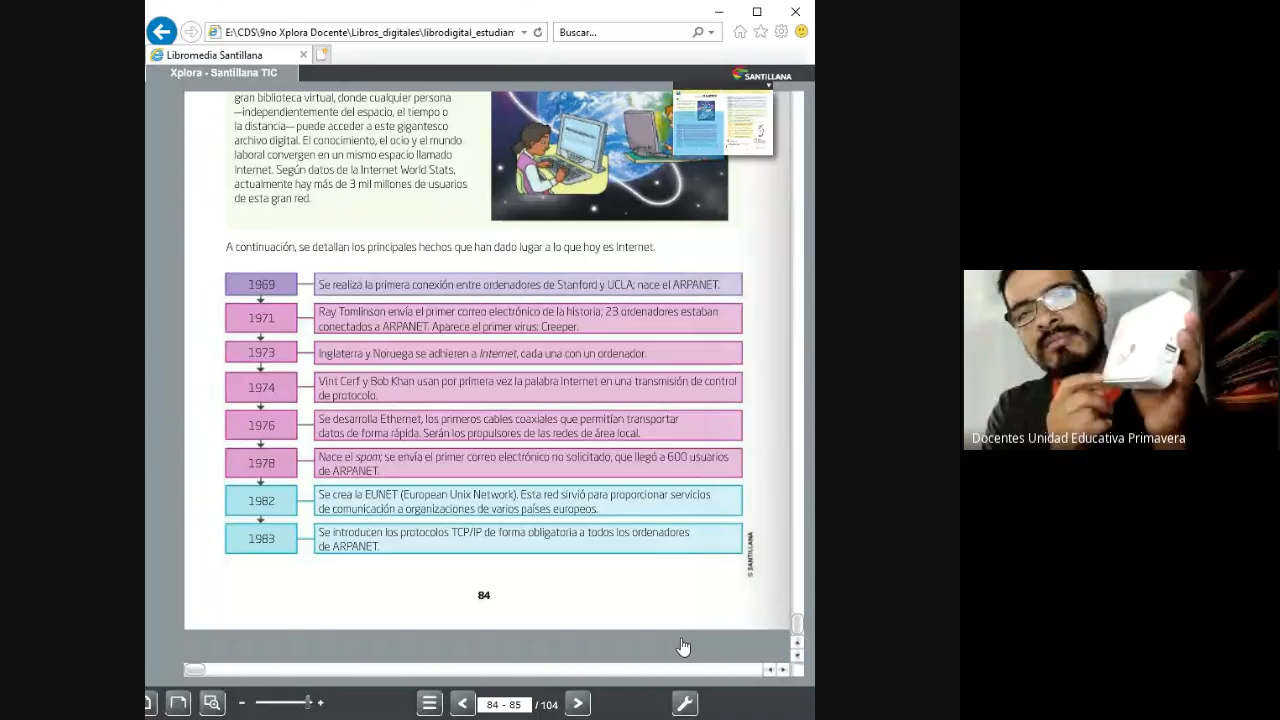 E:\CDS\9no Xplora Docente\Libros_digitales\librodigital_estudian
Buscar...
Libromedia Santillana
Xplora - Santillana TIC
SANTILLANA
gran biblioteca virtual, donde cualquier persona
—independientemente del espacio, el tiempo o
la distancia— puede acceder a ese gigantesco
archivo digital. El conocimiento, el ocio y el mundo
laboral convergen en un mismo espacio llamado
Internet. Según datos de la Internet World Stats,
actualmente hay más de 3 mil millones de usuarios
de esta gran red.
A continuación, se detallan los principales hechos que han dado lugar a lo que hoy es Internet.
1969
Se realiza la primera conexión entre ordenadores de Stanford y UCLA; nace el ARPANET.
1971
Ray Tomlinson envía el primer correo electrónico de la historia; 23 ordenadores estaban
conectados a ARPANET. Aparece el primer virus: Creeper.
1973
Inglaterra y Noruega se adhieren a Internet, cada una con un ordenador.
1974
Vint Cerf y Bob Khan usan por primera vez la palabra Internet en una transmisión de control
de protocolo.
1976
Se desarrolla Ethernet, los primeros cables coaxiales que permitían transportar
datos de forma rápida. Serán los propulsores de las redes de área local.
1978
Nace el spam; se envía el primer correo electrónico no solicitado, que llegó a 600 usuarios
de ARPANET.
1982
Se crea la EUNET (European Unix Network). Esta red sirvió para proporcionar servicios
de comunicación a organizaciones de varios países europeos.
1983
Se introducen los protocolos TCP/IP de forma obligatoria a todos los ordenadores
de ARPANET.
© SANTILLANA
84
84 - 85 / 104
Docentes Unidad Educativa Primavera